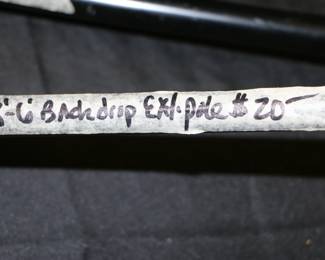 -6 Backdrop Ext. pole #20-